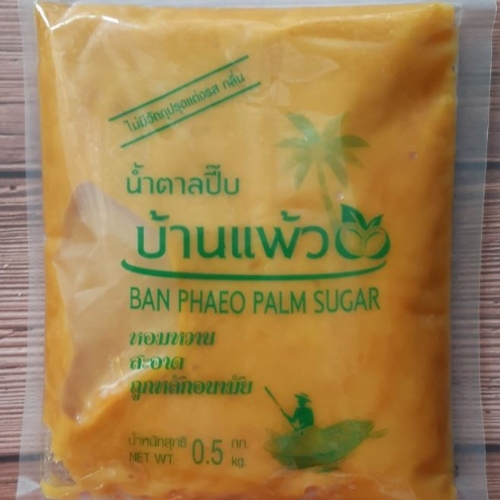 ไม่มีวัตถุปรุงแต่งรส กลิ่น
น้ำตาลปี๊บ
บ้านแพ้ว
BAN PHAEO PALM SUGAR
หอมหวาน
สะอาด
ถูกหลักอนามัย
น้ำหนักสุทธิ 0.5 กก.
NET WT. kg.